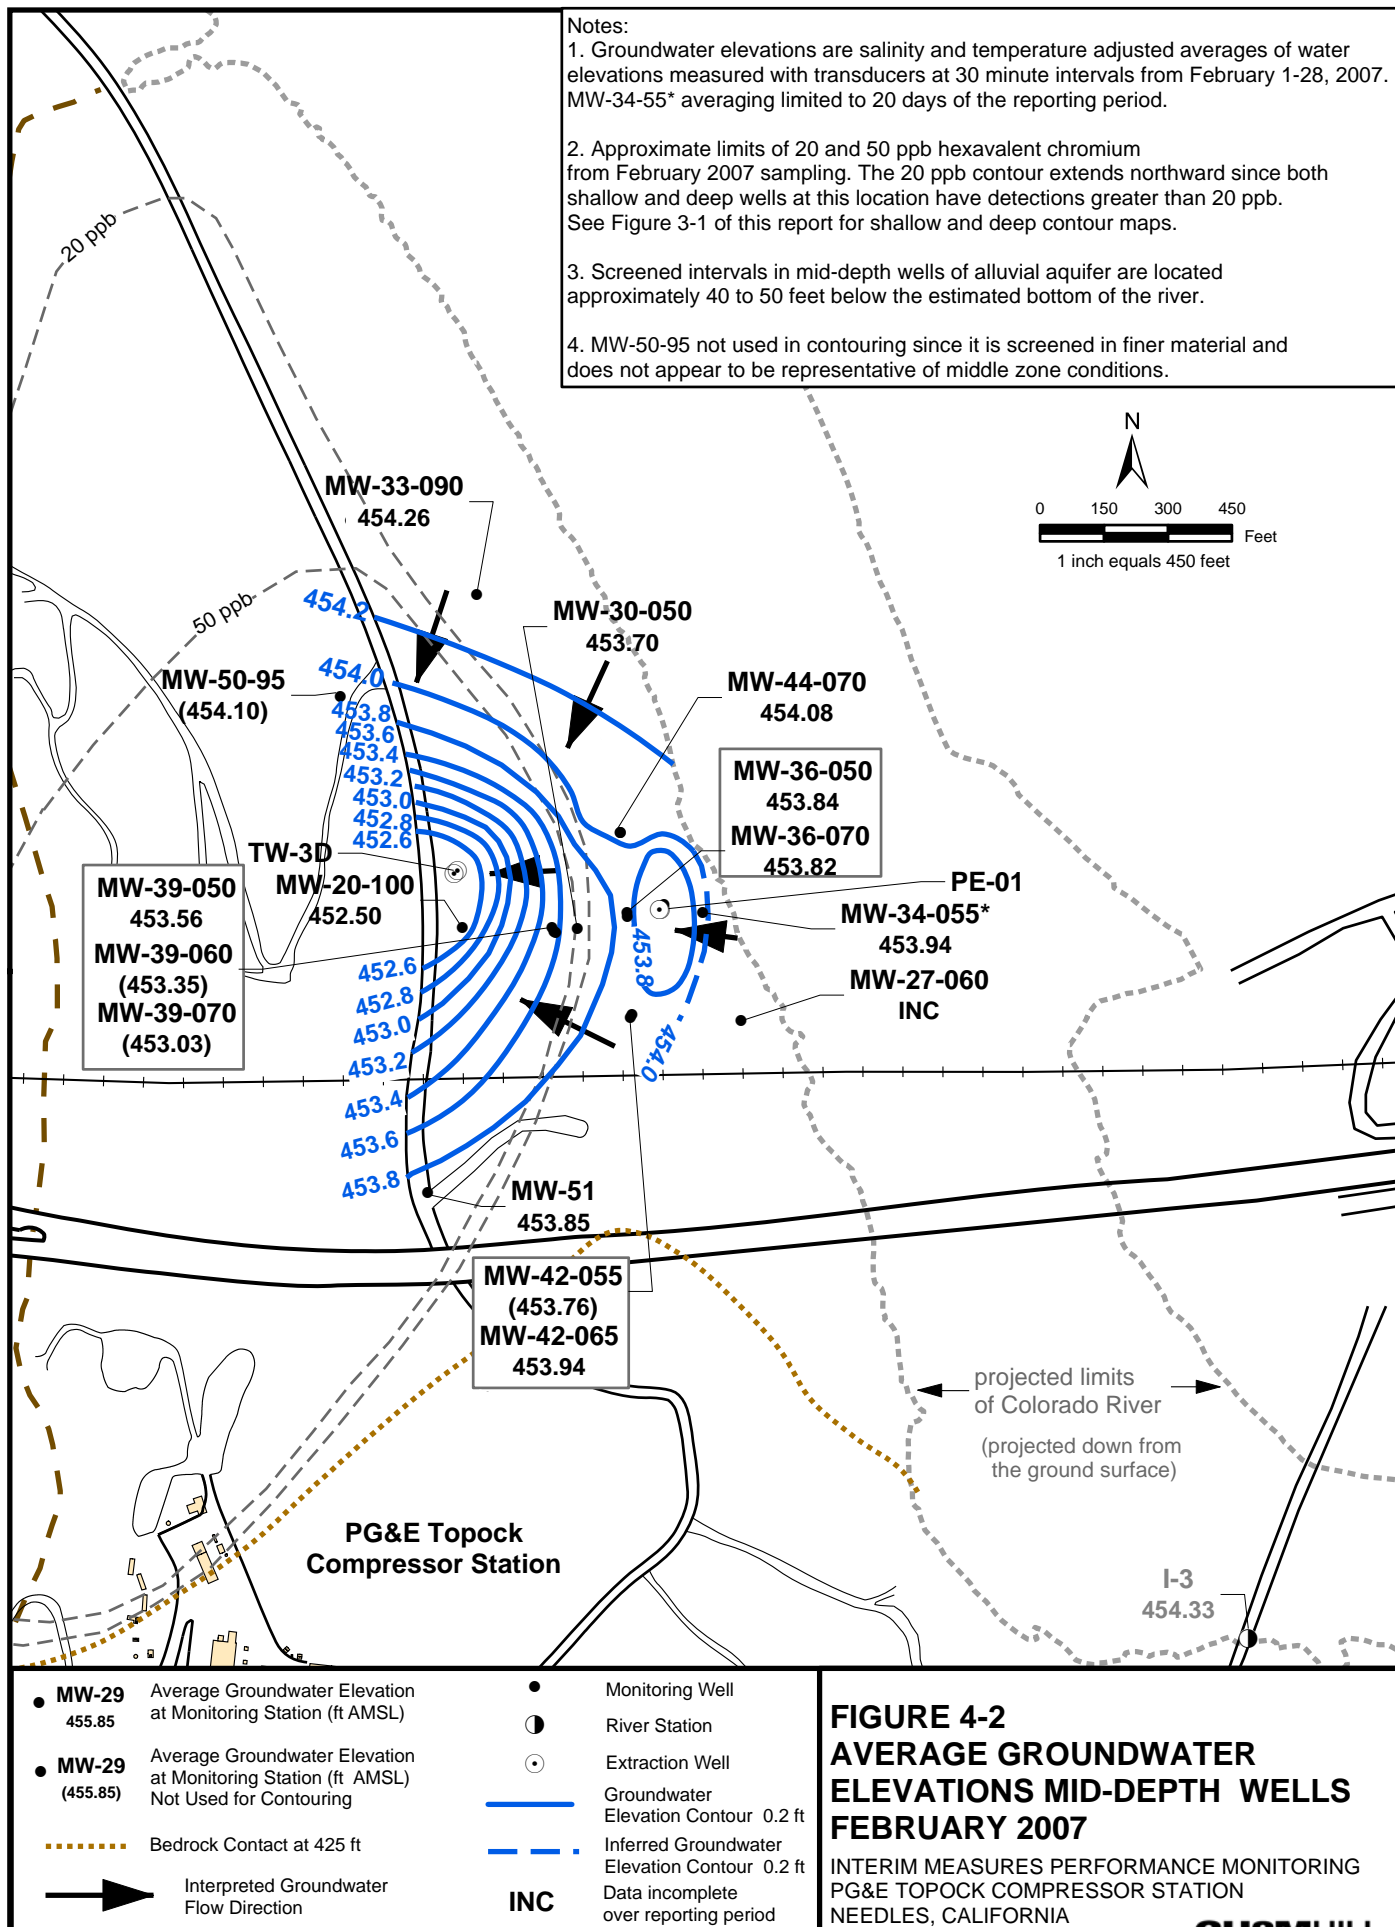 Notes:
1. Groundwater elevations are salinity and temperature adjusted averages of water
elevations measured with transducers at 30 minute intervals from February 1-28, 2007.
MW-34-55* averaging limited to 20 days of the reporting period.
2. Approximate limits of 20 and 50 ppb hexavalent chromium
from February 2007 sampling. The 20 ppb contour extends northward since both
shallow and deep wells at this location have detections greater than 20 ppb.
See Figure 3-1 of this report for shallow and deep contour maps.
3. Screened intervals in mid-depth wells of alluvial aquifer are located
approximately 40 to 50 feet below the estimated bottom of the river.
4. MW-50-95 not used in contouring since it is screened in finer material and
does not appear to be representative of middle zone conditions.
20 ppb
N
0 150 300 450
Feet
1 inch equals 450 feet
MW-33-090
454.26
50 ppb
454.2
MW-30-050
453.70
454.0
MW-50-95
(454.10)
MW-44-070
454.08
453.8
453.6
453.4
453.2
453.0
452.8
452.6
MW-36-050
453.84
MW-36-070
453.82
TW-3D
MW-20-100
452.50
PE-01
MW-34-055*
453.94
MW-39-050
453.56
MW-39-060
(453.35)
MW-39-070
(453.03)
453.8
MW-27-060
INC
454.0
452.6
452.8
453.0
453.2
453.4
453.6
453.8
MW-51
453.85
MW-42-055
(453.76)
MW-42-065
453.94
projected limits
of Colorado River
(projected down from
the ground surface)
PG&E Topock
Compressor Station
I-3
454.33
MW-29
455.85
Average Groundwater Elevation
at Monitoring Station (ft AMSL)
MW-29
(455.85)
Average Groundwater Elevation
at Monitoring Station (ft AMSL)
Not Used for Contouring
Bedrock Contact at 425 ft
Interpreted Groundwater
Flow Direction
Monitoring Well
River Station
Extraction Well
Groundwater
Elevation Contour 0.2 ft
Inferred Groundwater
Elevation Contour 0.2 ft
INC
Data incomplete
over reporting period
FIGURE 4-2
AVERAGE GROUNDWATER
ELEVATIONS MID-DEPTH WELLS
FEBRUARY 2007
INTERIM MEASURES PERFORMANCE MONITORING
PG&E TOPOCK COMPRESSOR STATION
NEEDLES, CALIFORNIA